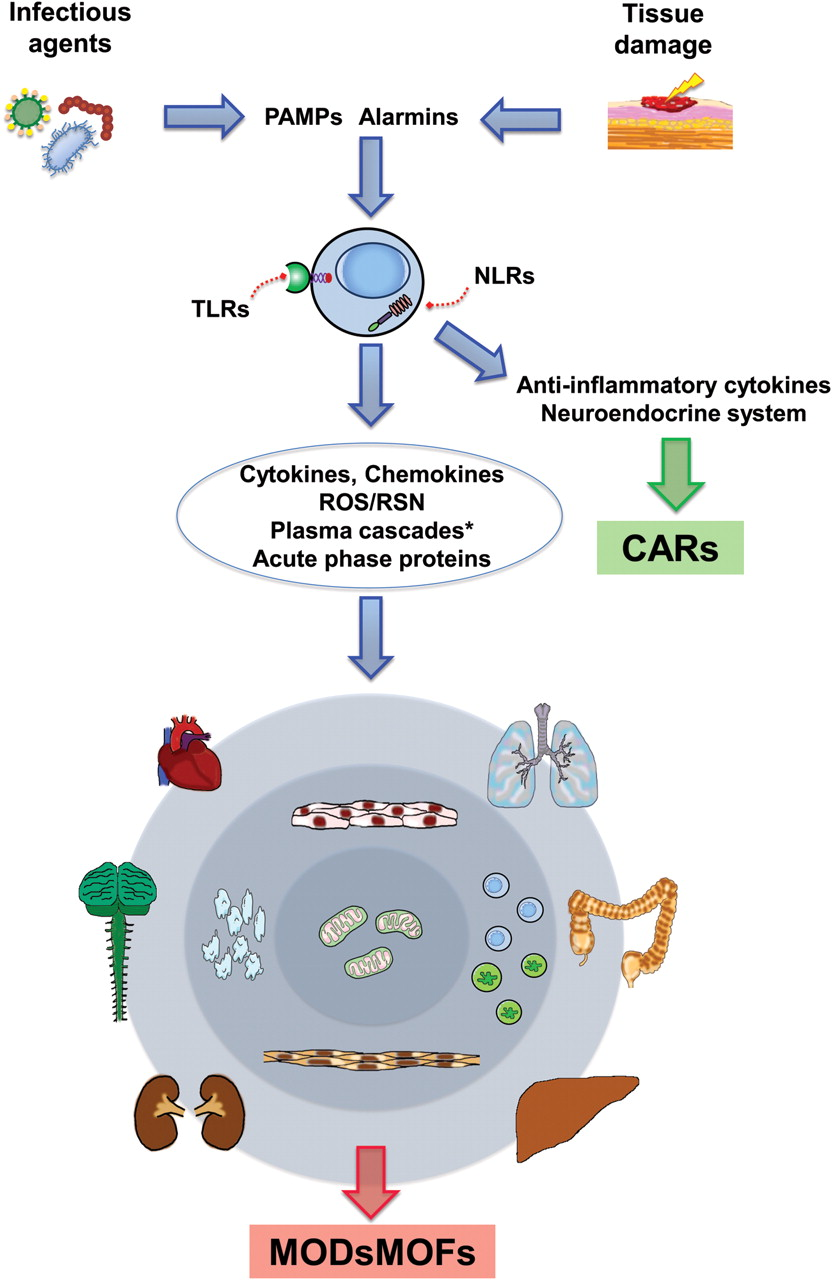 Infectious
agents
Tissue
damage
PAMPs Alarmins
TLRs
NLRs
Anti-inflammatory cytokines
Neuroendocrine system
Cytokines, Chemokines
ROS/RSN
Plasma cascades*
Acute phase proteins
CARs
MODsMOFs